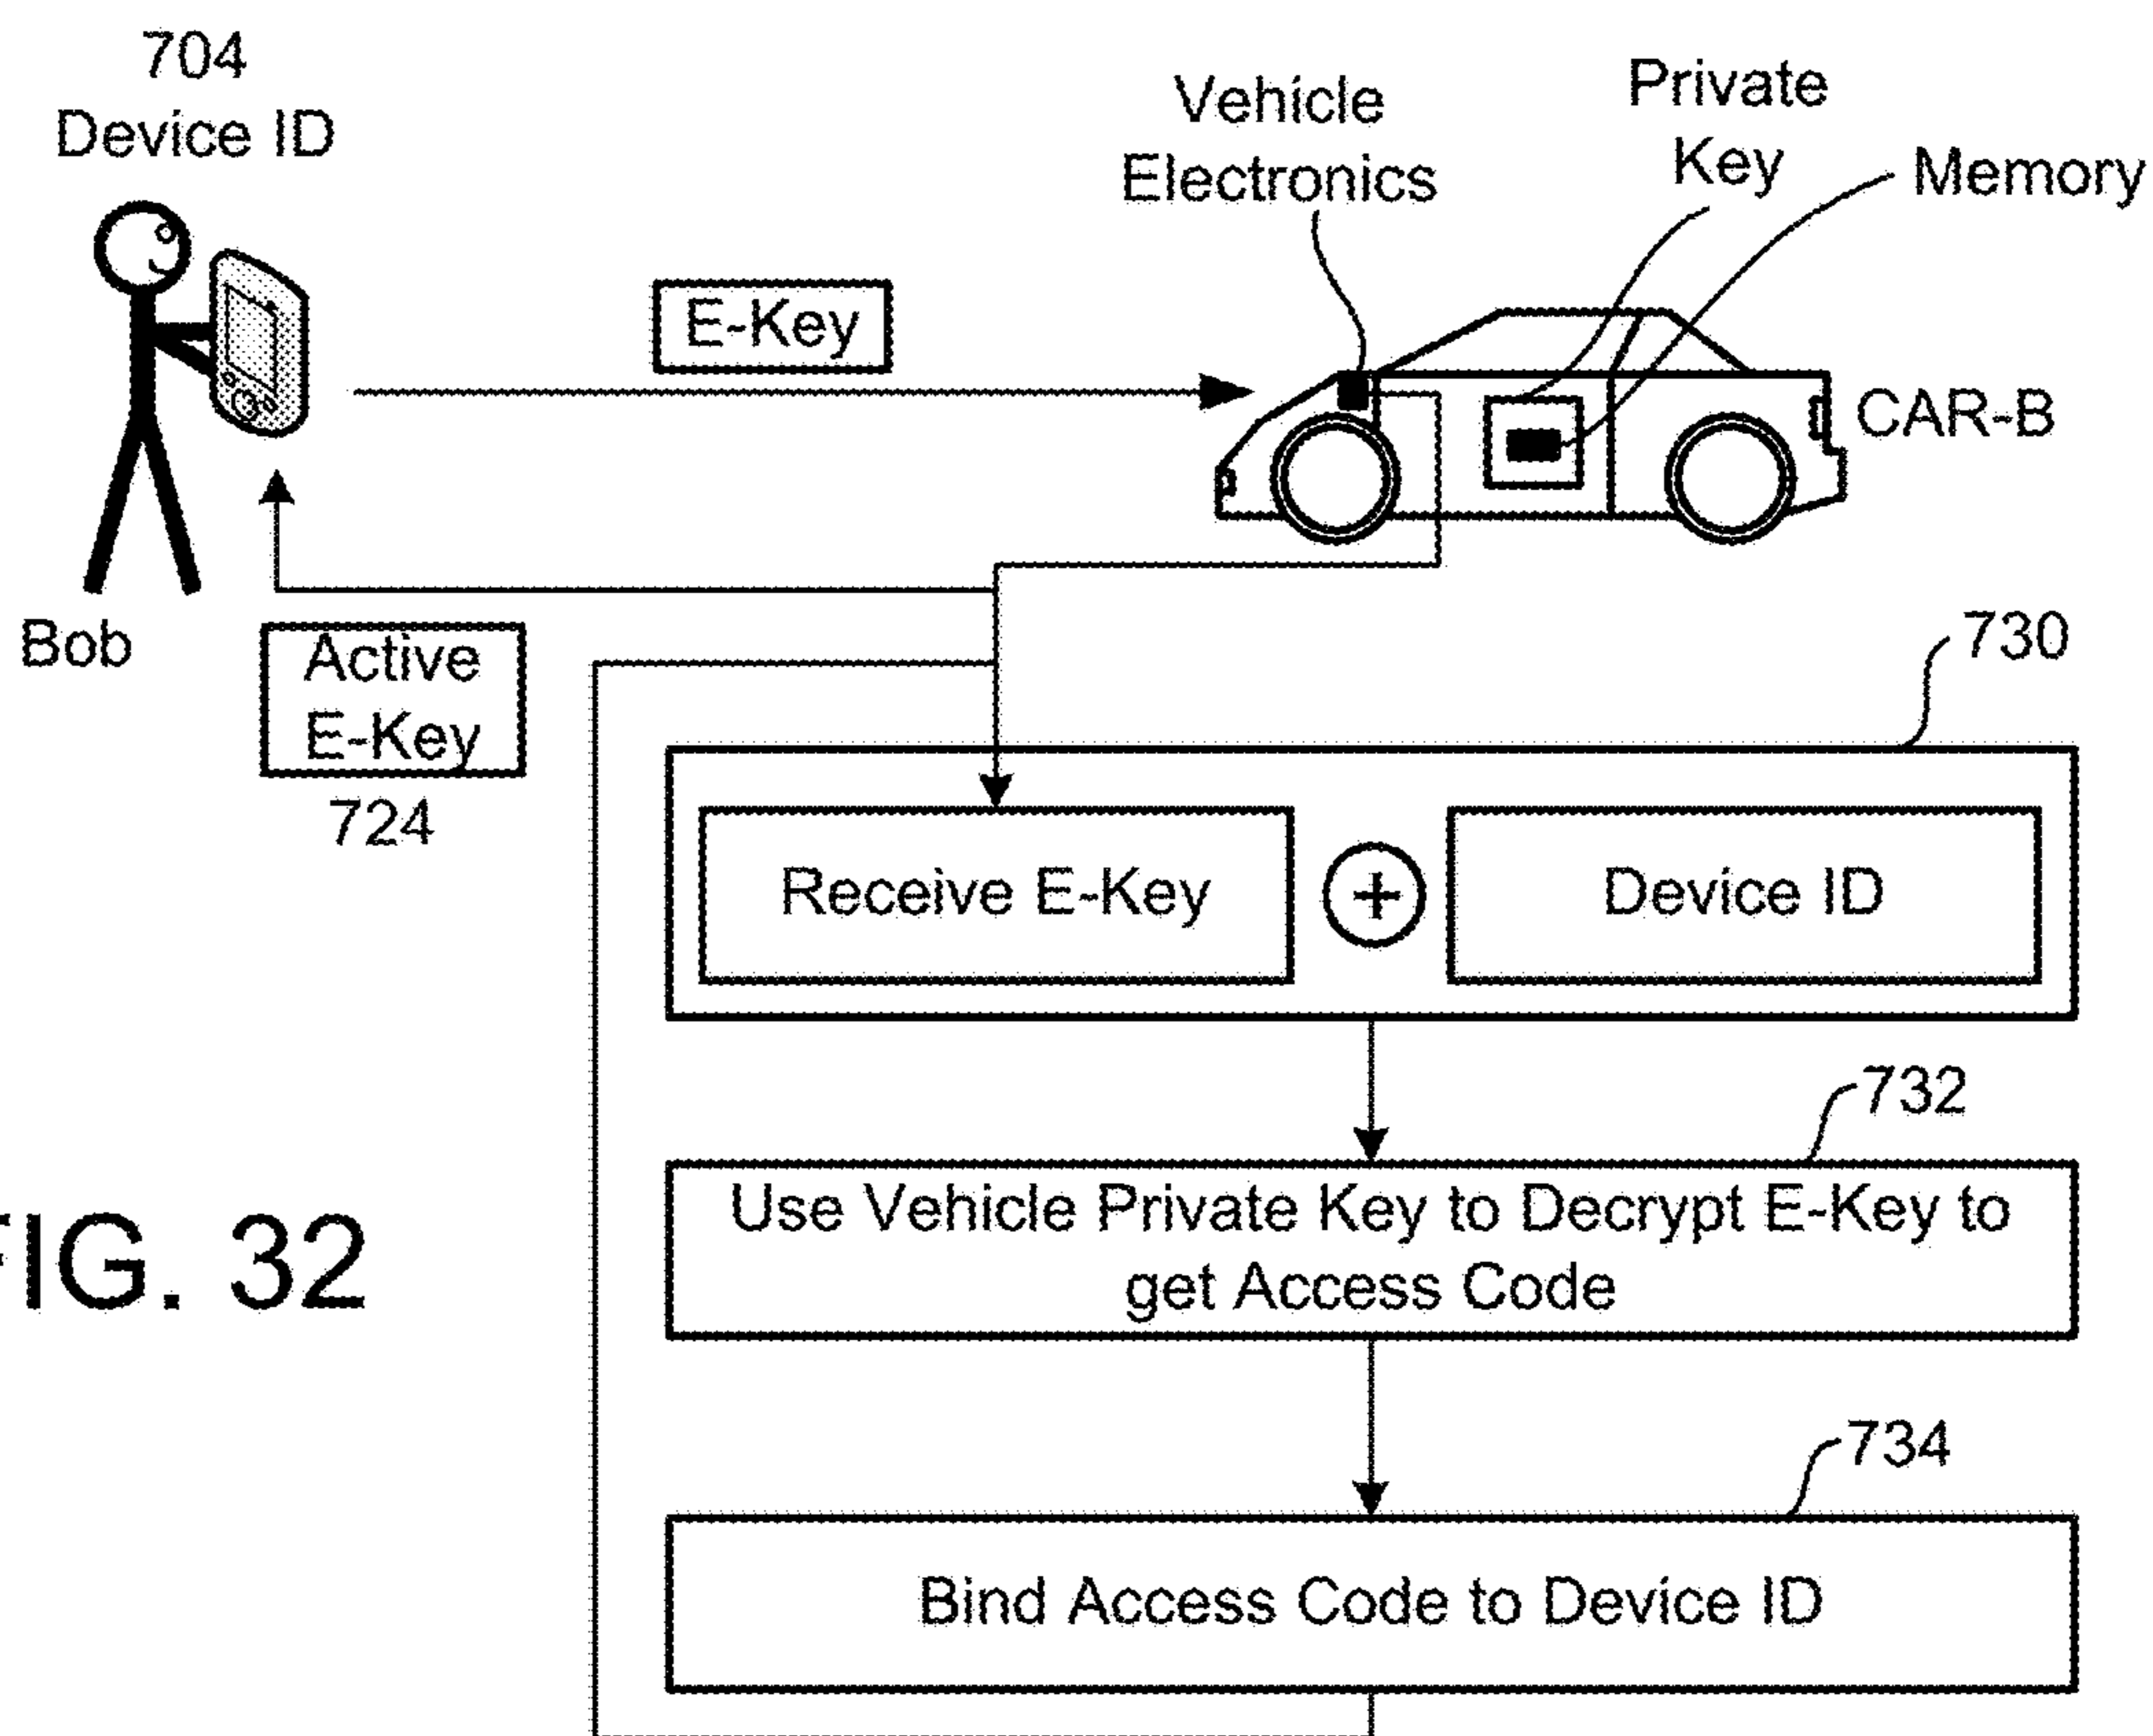 704
Device ID
Vehicle
Electronics
Private
Key
Memory
E-Key
CAR-B
Bob
Active
E-Key
724
730
Receive E-Key
+
Device ID
732
Use Vehicle Private Key to Decrypt E-Key to
get Access Code
FIG. 32
734
Bind Access Code to Device ID